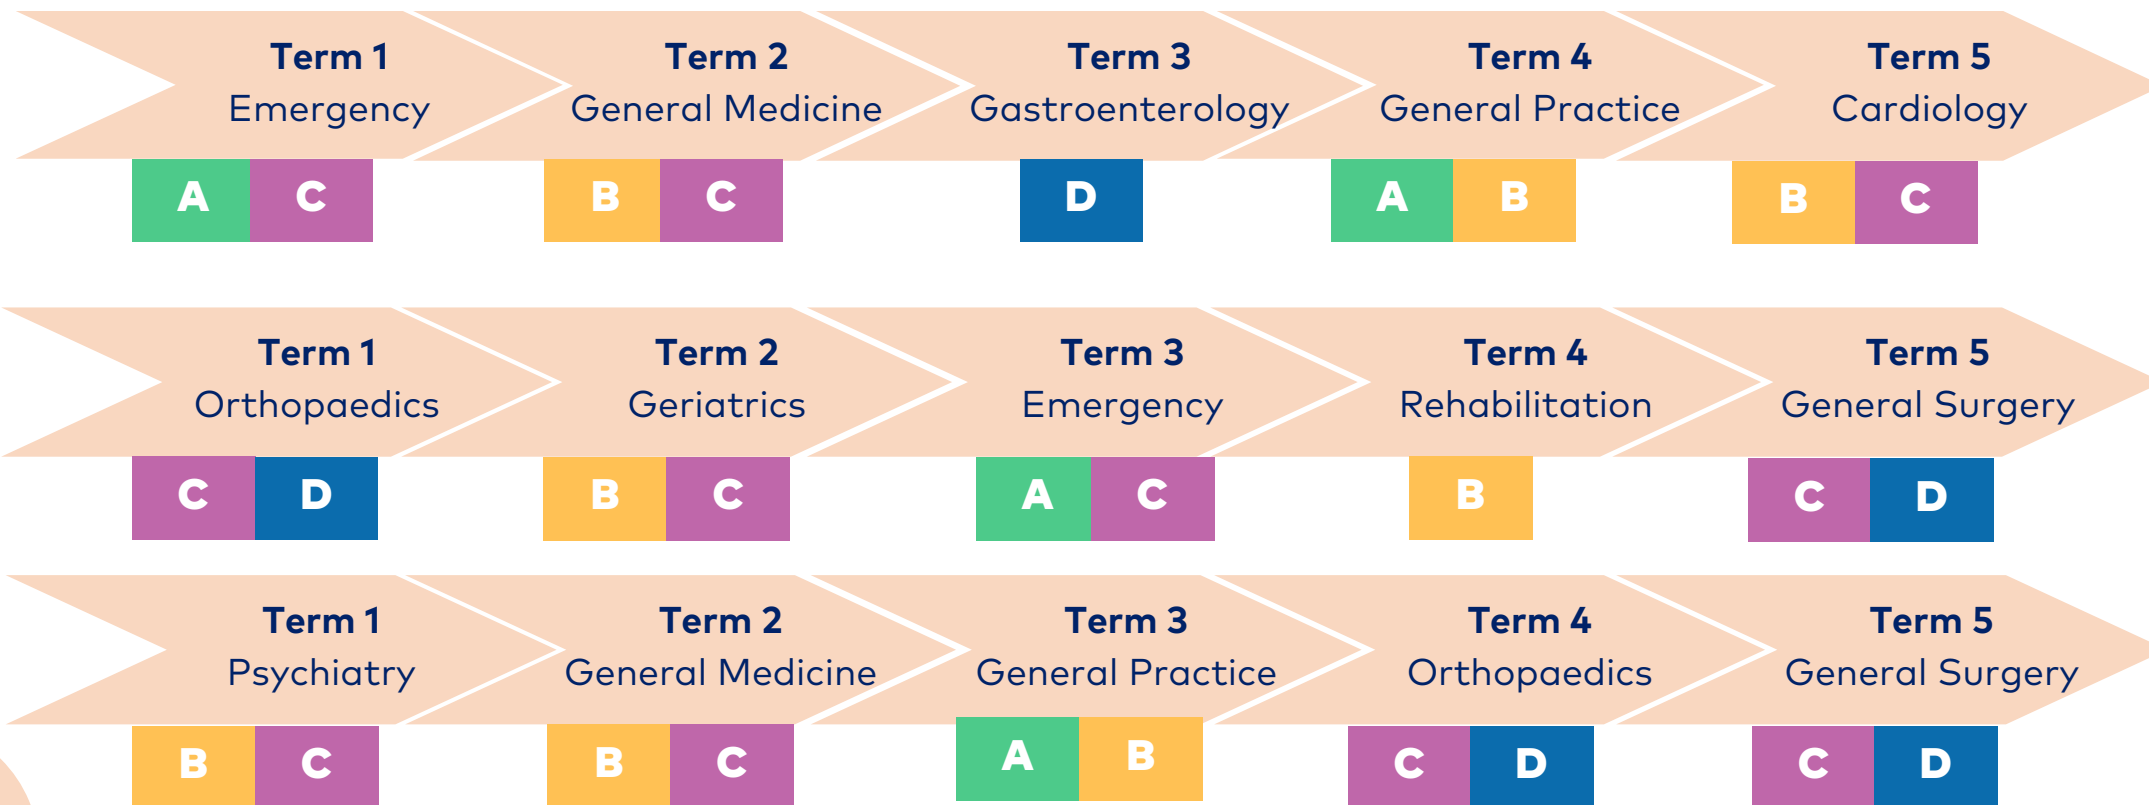 Term 1 Term 2 Term 3 Term 4 Term 5
Emergency General Medicine Gastroenterology General Practice Cardiology
A C B C D A B B C
Term 1 Term 2 Term 3 Term 4 Term 5
Orthopaedics Geriatrics Emergency Rehabilitation General Surgery
C D B C A C B C D
Term 1 Term 2 Term 3 Term 4 Term 5
Psychiatry General Medicine General Practice Orthopaedics General Surgery
B C B C A B C D C D